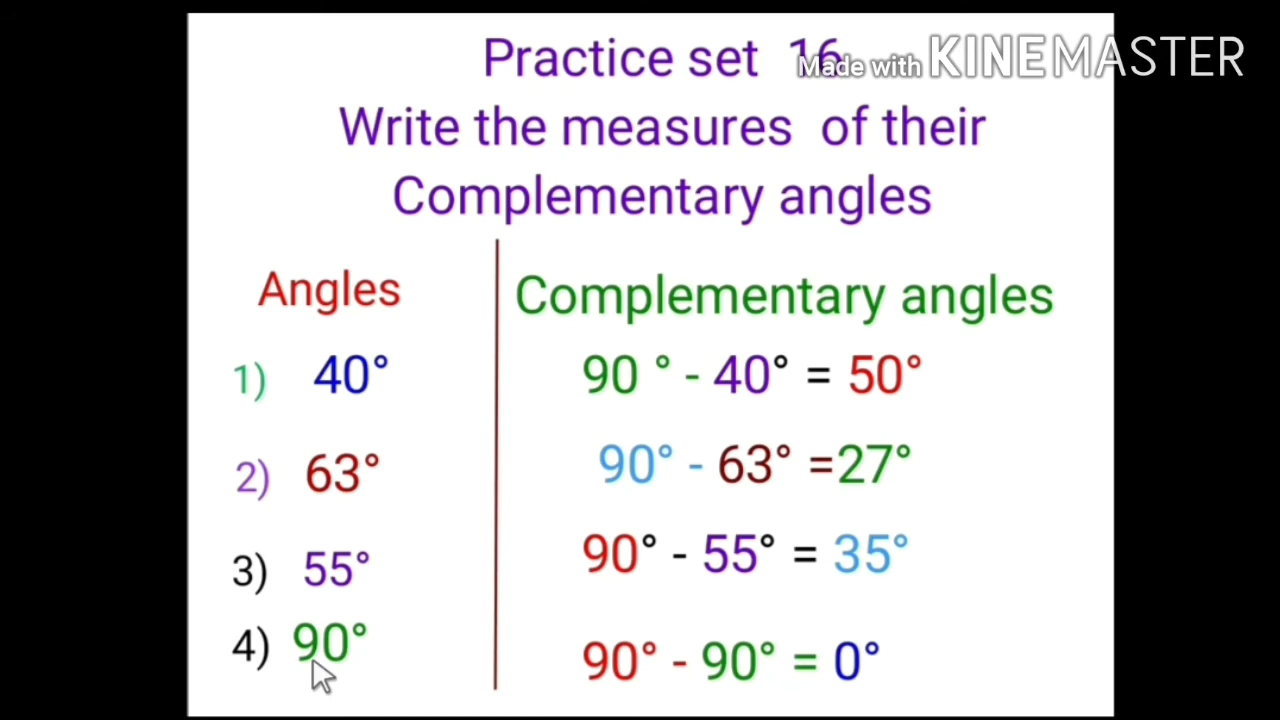 Practice set 16
Made with KINEMASTER
Write the measures of their
Complementary angles
Angles
Complementary angles
1) 40°
90 ° - 40° = 50°
2) 63°
90° - 63° =27°
3) 55°
90° - 55° = 35°
4) 90°
90° - 90° = 0°